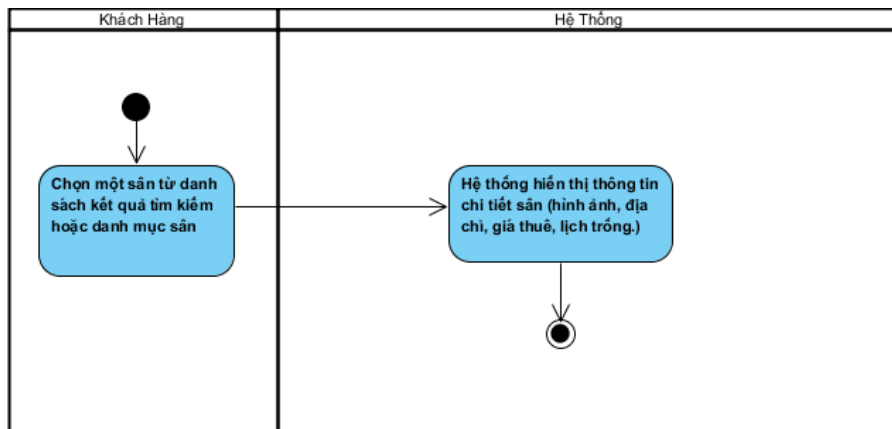 Khách Hàng
Hệ Thống
Chọn một sân từ danh
sách kết quả tìm kiếm
hoặc danh mục sân
Hệ thống hiển thị thông tin
chi tiết sân (hình ảnh, địa
chỉ, giá thuê, lịch trống.)